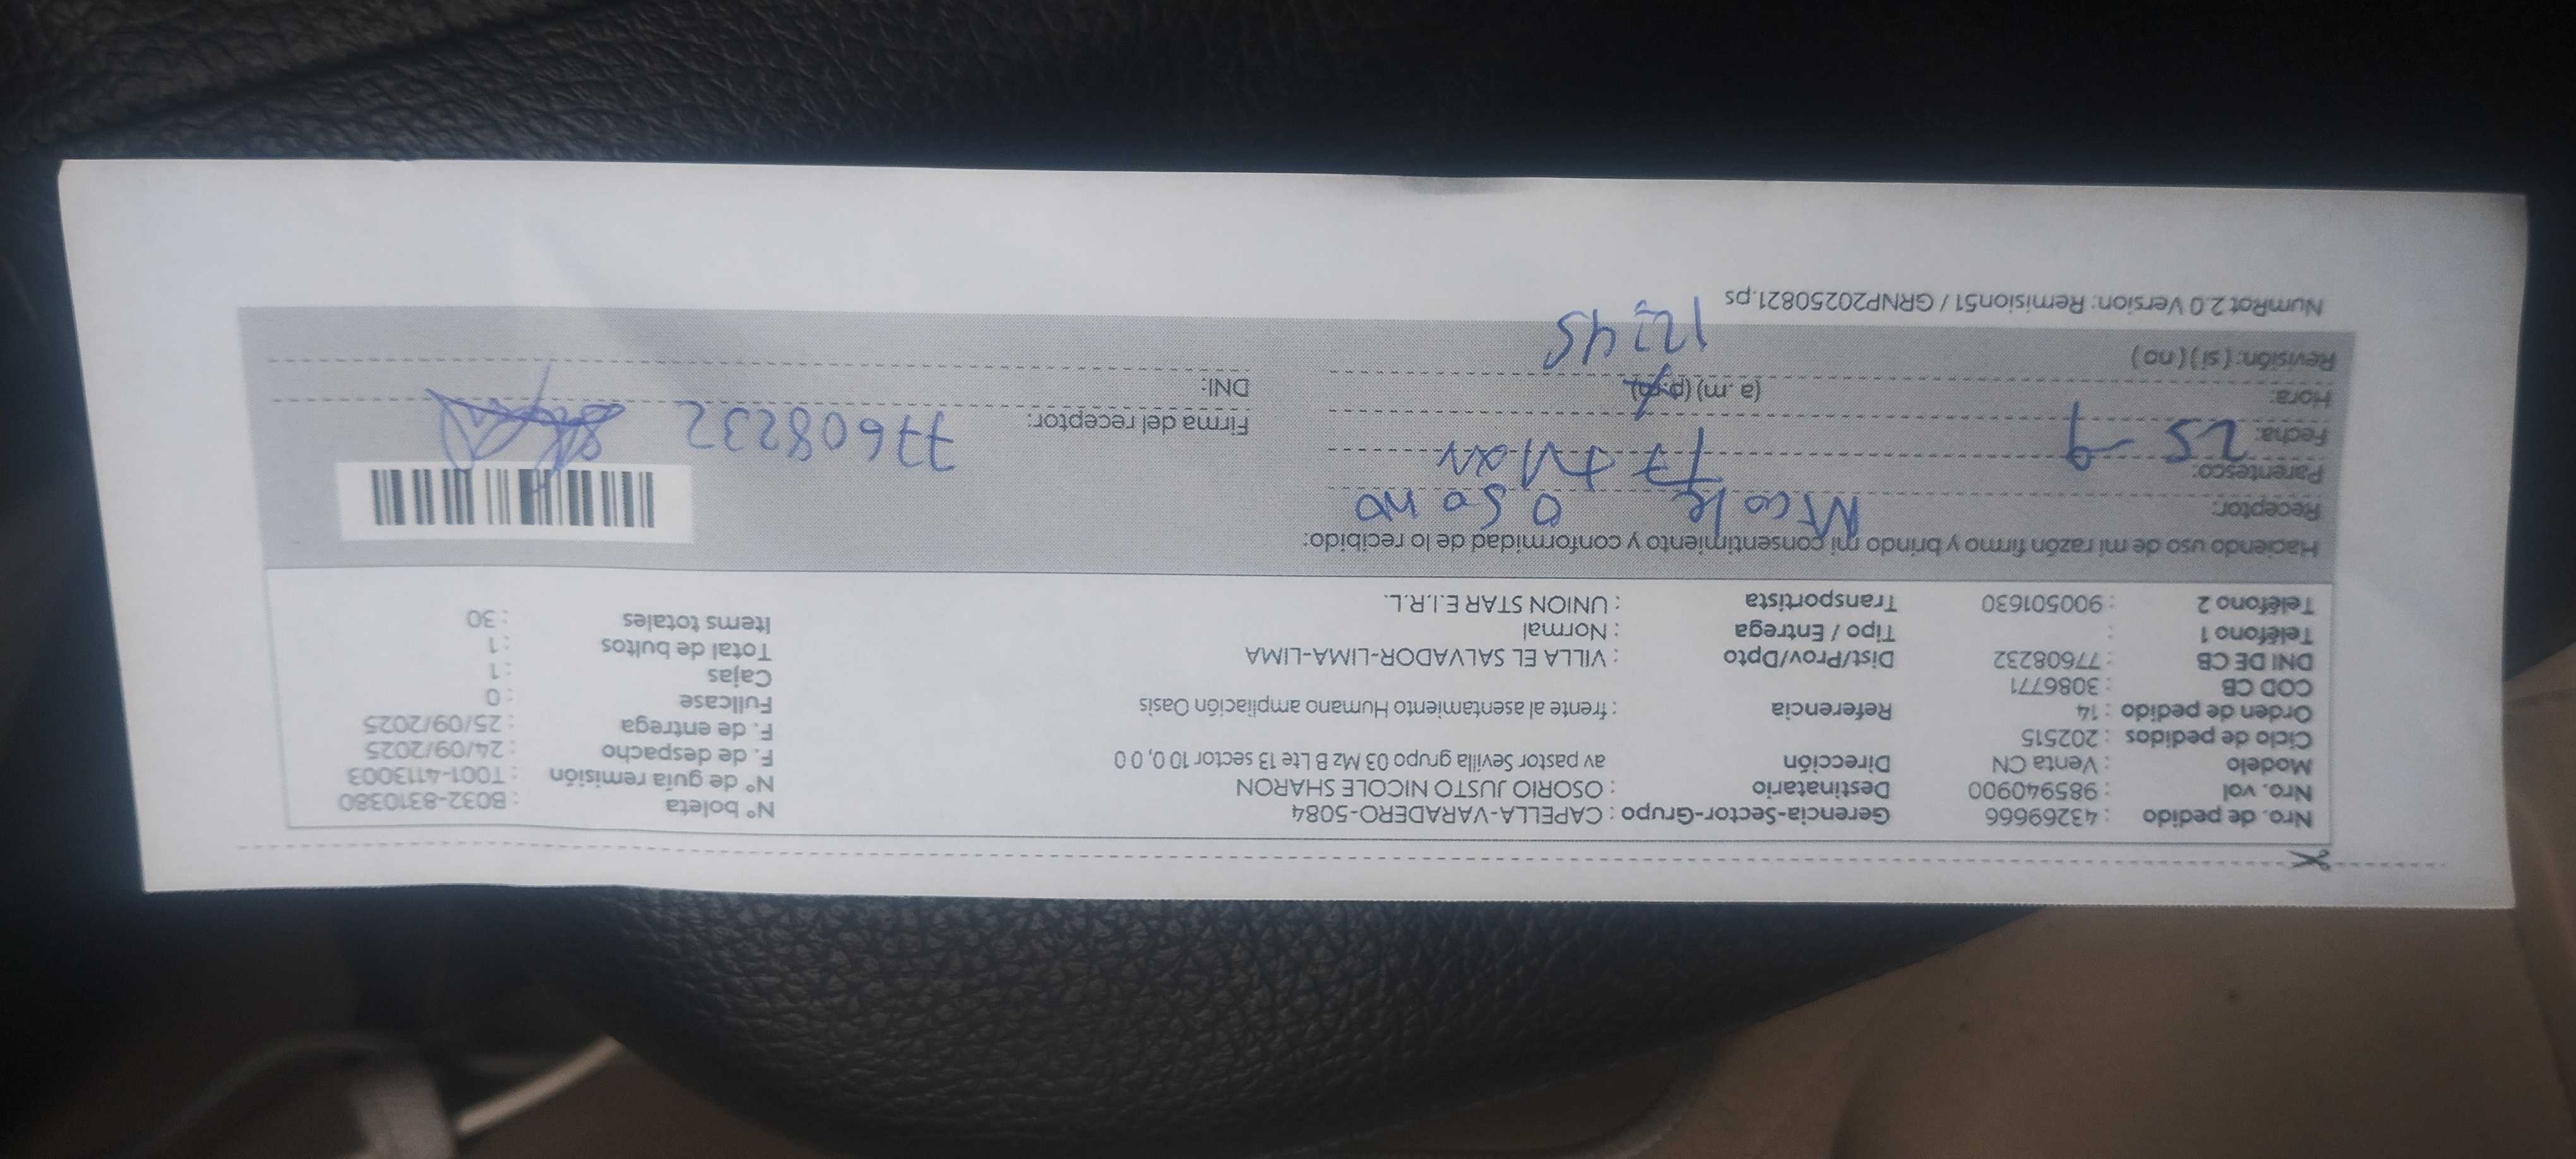 Nro. de pedido : 43269666 Gerencia-Sector-Grupo : CAPELLA-VARADERO-5084 N° boleta : B032-8310380
Nro. vol : 985940900 Destinatario : OSORIO JUSTO NICOLE SHARON N° de guía remisión : T001-4113003
Modelo : Venta CN Dirección av pastor Sevilla grupo 03 Mz B Lte 13 sector 10 0, 0 0 F. de despacho : 24/09/2025
Ciclo de pedidos : 202515 F. de entrega : 25/09/2025
Orden de pedido : 14 Referencia : frente al asentamiento Humano ampliación Oasis Fullcase : 0
COD CB : 3086771 Cajas : 1
DNI DE CB : 77608232 Dist/Prov/Dpto : VILLA EL SALVADOR-LIMA-LIMA Total de bultos : 1
Teléfono 1 : Tipo / Entrega : Normal Items totales : 30
Teléfono 2 : 900501630 Transportista : UNION STAR E.I.R.L.
Haciendo uso de mi razón firmo y brindo mi consentimiento y conformidad de lo recibido:
Receptor: Nicole
Parentesco:
Fecha: 25-9 Firma del receptor: 77608232
Hora: (a .m) (p.m) DNI:
12:45
Revisión: ( si ) ( no )
NumRot 2.0 Version: Remision51 / GRNP20250821.ps